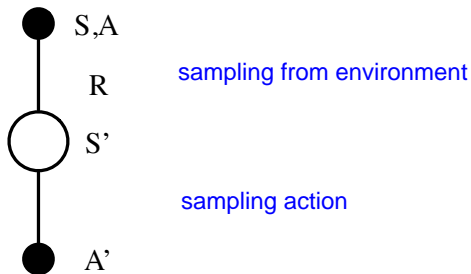 S,A
R
sampling from environment
S’
sampling action
A’